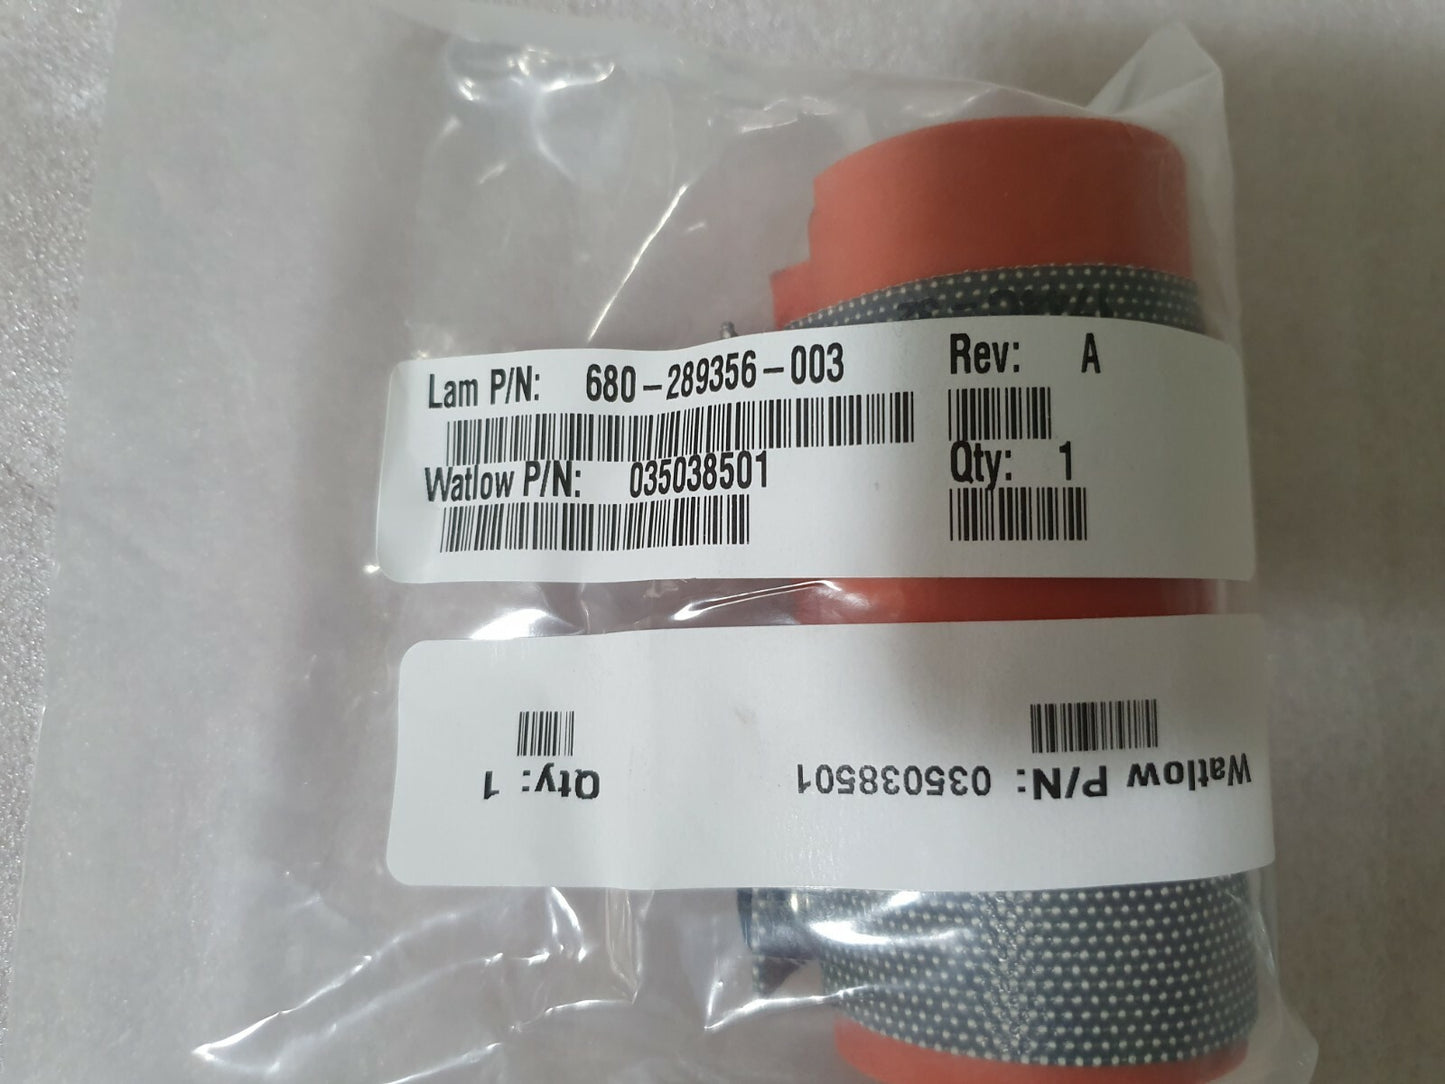 Lam P/N: 680-289356-003 Rev: A
Watlow P/N: 035038501 Qty: 1
Watlow P/N: 035038501 Qty: 1